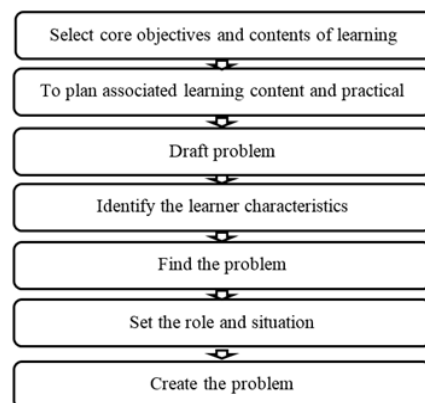 Select core objectives and contents of learning
To plan associated learning content and practical
Draft problem
Identify the learner characteristics
Find the problem
Set the role and situation
Create the problem